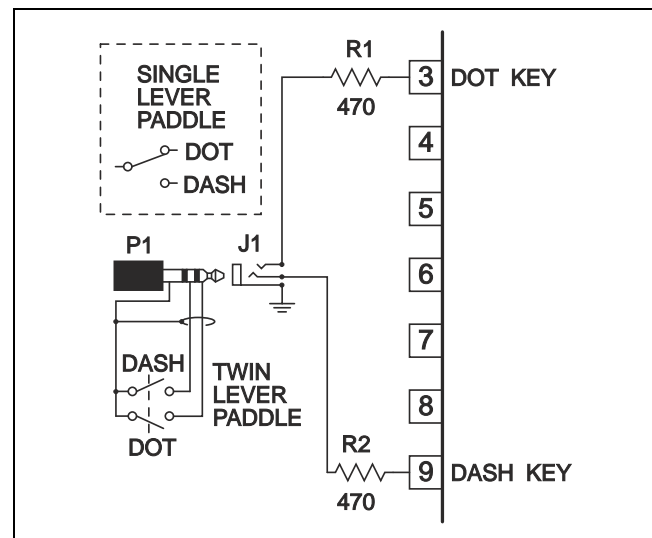 SINGLE
LEVER
PADDLE
DOT
DASH
R1
470
3 DOT KEY
4
5
P1
J1
6
7
DASH
TWIN
LEVER
PADDLE
DOT
8
R2
470
9 DASH KEY